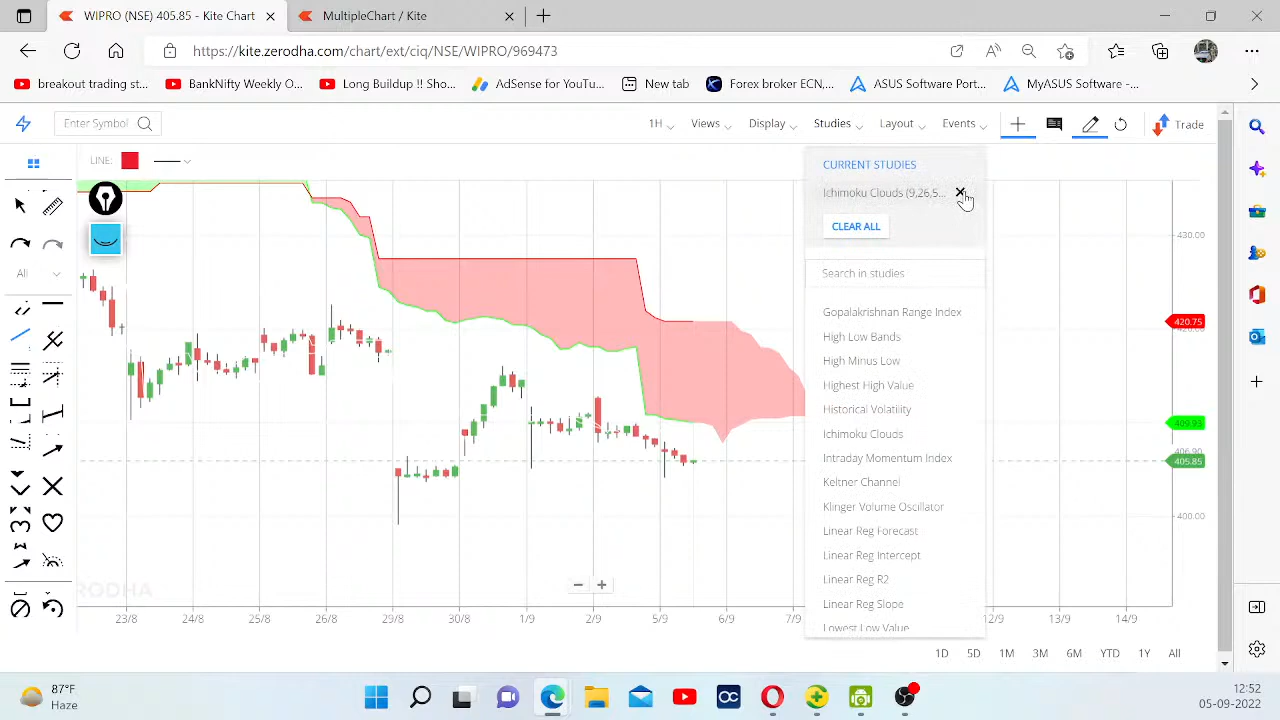 WIPRO (NSE) 405.85 - Kite Chart
MultipleChart / Kite
https://kite.zerodha.com/chart/ext/ciq/NSE/WIPRO/969473
breakout trading st...
BankNifty Weekly O...
Long Buildup !! Sho...
AdSense for YouTu...
New tab
Forex broker ECN,...
ASUS Software Port...
MyASUS Software -...
Enter Symbol
1H
Views
Display
Studies
Layout
Events
Trade
LINE:
CURRENT STUDIES
Ichimoku Clouds (9,26,5...
CLEAR ALL
Search in studies
Gopalakrishnan Range Index
High Low Bands
High Minus Low
Highest High Value
Historical Volatility
Ichimoku Clouds
Intraday Momentum Index
Keltner Channel
Klinger Volume Oscillator
Linear Reg Forecast
Linear Reg Intercept
Linear Reg R2
Linear Reg Slope
Lowest Low Value
All
430.00
420.75
409.93
406.90
405.85
400.00
RODHA
23/8
24/8
25/8
26/8
29/8
30/8
1/9
2/9
5/9
6/9
7/9
12/9
13/9
14/9
1D
5D
1M
3M
6M
YTD
1Y
All
87°F
Haze
12:52
05-09-2022